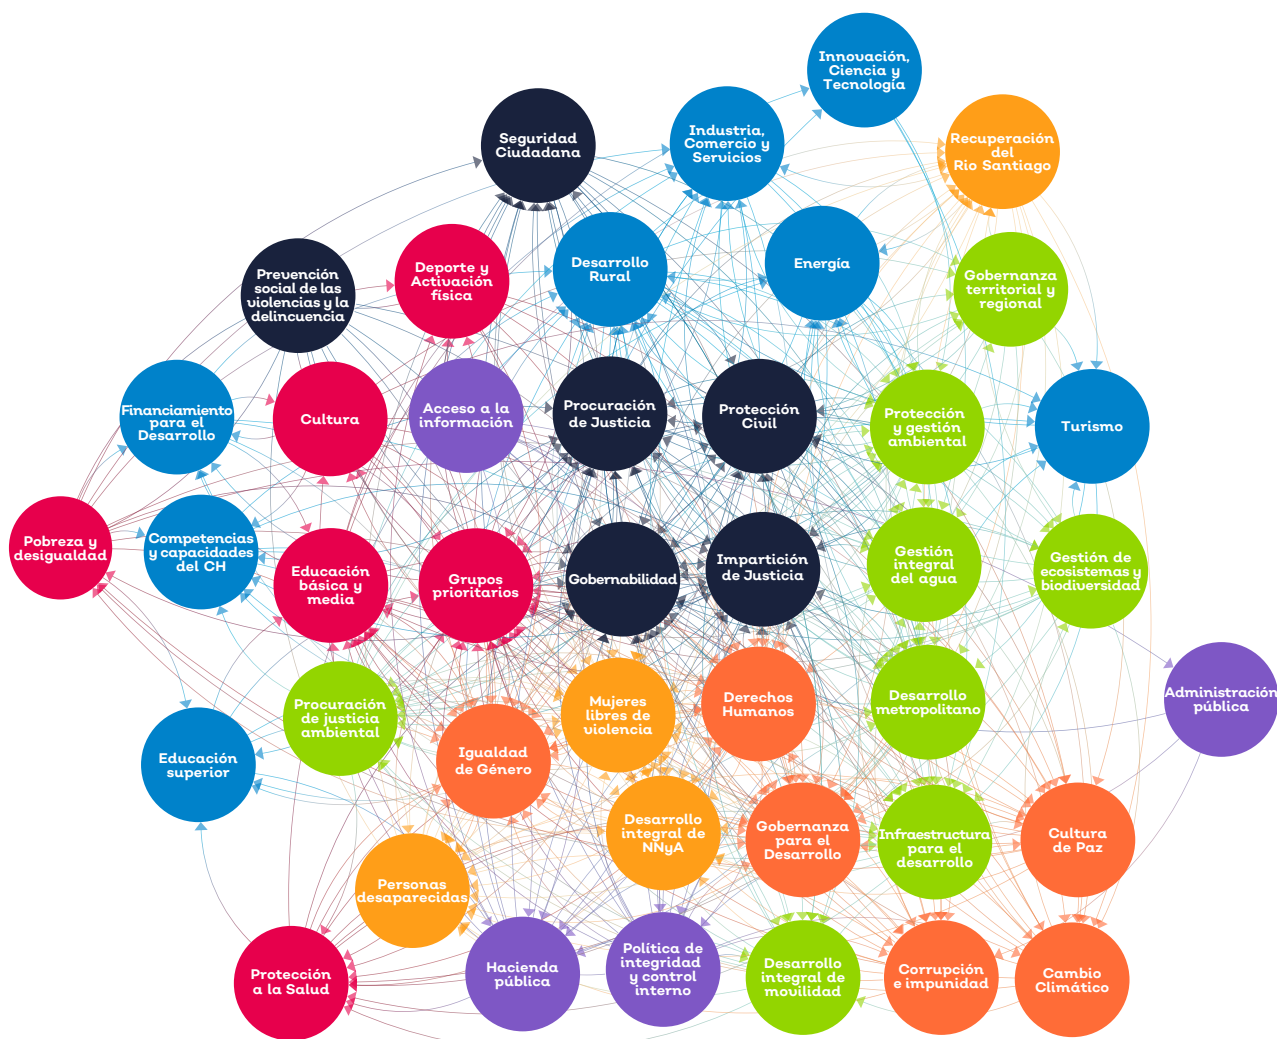 Innovación,
Ciencia y
Tecnología
Seguridad
Ciudadana
Industria,
Comercio y
Servicios
Recuperación
del
Rio Santiago
Prevención
social de las
violencias y la
delincuencia
Deporte y
Activación
física
Desarrollo
Rural
Energía
Gobernanza
territorial y
regional
Financiamiento
para el
Desarrollo
Cultura
Acceso a la
información
Procuración
de Justicia
Protección
Civil
Protección
y gestión
ambiental
Turismo
Pobreza y
desigualdad
Competencias
y capacidades
del CH
Educación
básica y
media
Grupos
prioritarios
Gobernabilidad
Impartición
de Justicia
Gestión
integral
del agua
Gestión de
ecosistemas y
biodiversidad
Procuración
de justicia
ambiental
Mujeres
libres de
violencia
Derechos
Humanos
Desarrollo
metropolitano
Administración
pública
Educación
superior
Igualdad
de Género
Desarrollo
integral de
NNyA
Gobernanza
para el
Desarrollo
Infraestructura
para el
desarrollo
Cultura
de Paz
Personas
desaparecidas
Protección
a la Salud
Hacienda
pública
Política de
integridad
y control
interno
Desarrollo
integral de
movilidad
Corrupción
e impunidad
Cambio
Climático